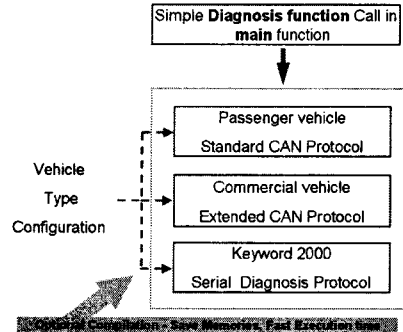 Simple Diagnosis function Call in
main function
Passenger vehicle
Standard CAN Protocol
Vehicle
Type
Configuration
Commercial vehicle
Extended CAN Protocol
Keyword 2000
Serial Diagnosis Protocol
Optional Compilation - Save Memories, Fast Execution time